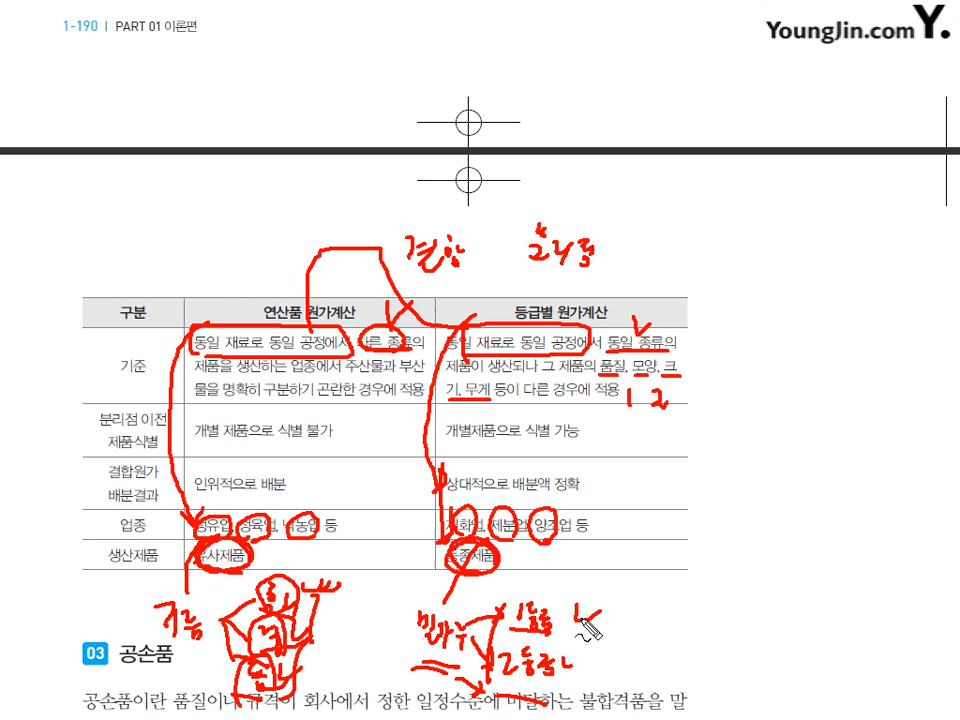 1-190 | PART 01 이론편
YoungJin.com Y.
결합
구분 연산품 원가계산 등급별 원가계산
기준 동일 재료로 동일 공정에서 다른 종류의 제품을 생산하는 업종에서 주산물과 부산물을 명확히 구분하기 곤란한 경우에 적용
동일 재료로 동일 공정에서 동일 종류의 제품이 생산되나 그 제품의 품질, 모양, 크기, 무게 등이 다른 경우에 적용
1 2
분리점 이전 제품식별 개별 제품으로 식별 불가 개별제품으로 식별 가능
결합원가 배분결과 인위적으로 배분 상대적으로 배분액 정확
업종 정유업, 정육업, 낙농업 등 제화업, 제분업, 양조업 등
생산제품 유사제품 동종제품
밀가루 1등급
2등급
03 공손품
공손품이란 품질이나 규격이 회사에서 정한 일정수준에 미달하는 불합격품을 말